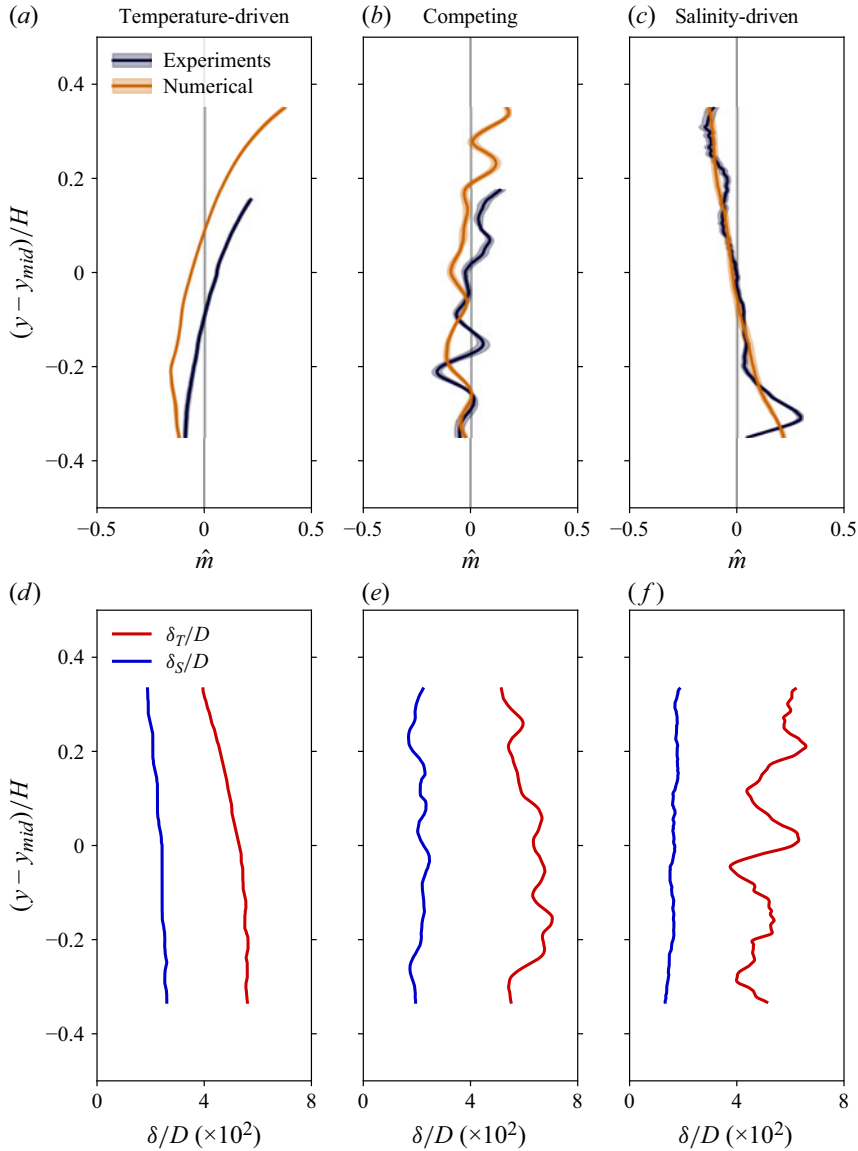 (a) Temperature-driven
(b) Competing
(c) Salinity-driven
Experiments
Numerical
0.4
0.2
0
−0.2
−0.4
(y − y_mid)/H
−0.5 0 0.5
−0.5 0 0.5
−0.5 0 0.5
m̂
m̂
m̂
(d)
(e)
(f)
δ_T/D
δ_S/D
0.4
0.2
0
−0.2
−0.4
(y − y_mid)/H
0 4 8
0 4 8
0 4 8
δ/D (×10²)
δ/D (×10²)
δ/D (×10²)